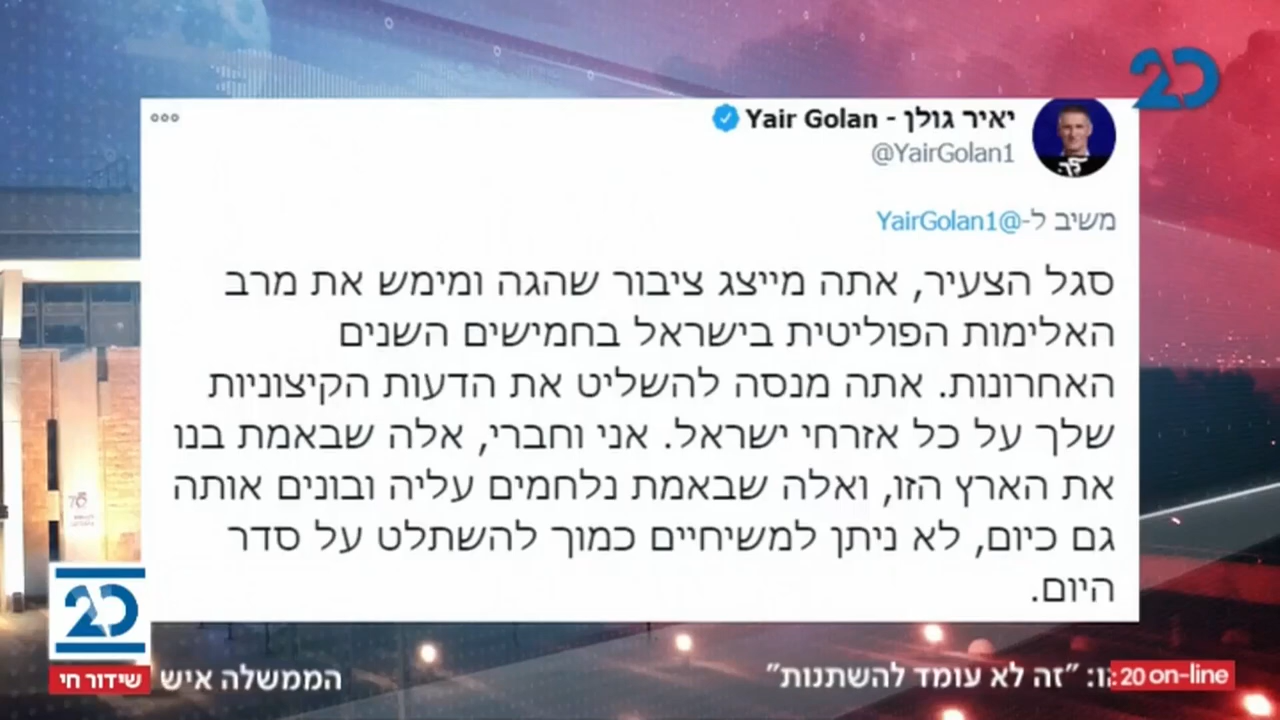 20
יאיר גולן - Yair Golan
@YairGolan1
משיב ל-@YairGolan1
סגל הצעיר, אתה מייצג ציבור שהגה ומימש את מרב
האלימות הפוליטית בישראל בחמישים השנים
האחרונות. אתה מנסה להשליט את הדעות הקיצוניות
שלך על כל אזרחי ישראל. אני וחברי, אלה שבאמת בנו
את הארץ הזו, ואלה שבאמת נלחמים עליה ובונים אותה
גם כיום, לא ניתן למשיחיים כמוך להשתלט על סדר
היום.
70
20
20 on-line
: "זה לא עומד להשתנות"
הממשלה איש
שידור חי